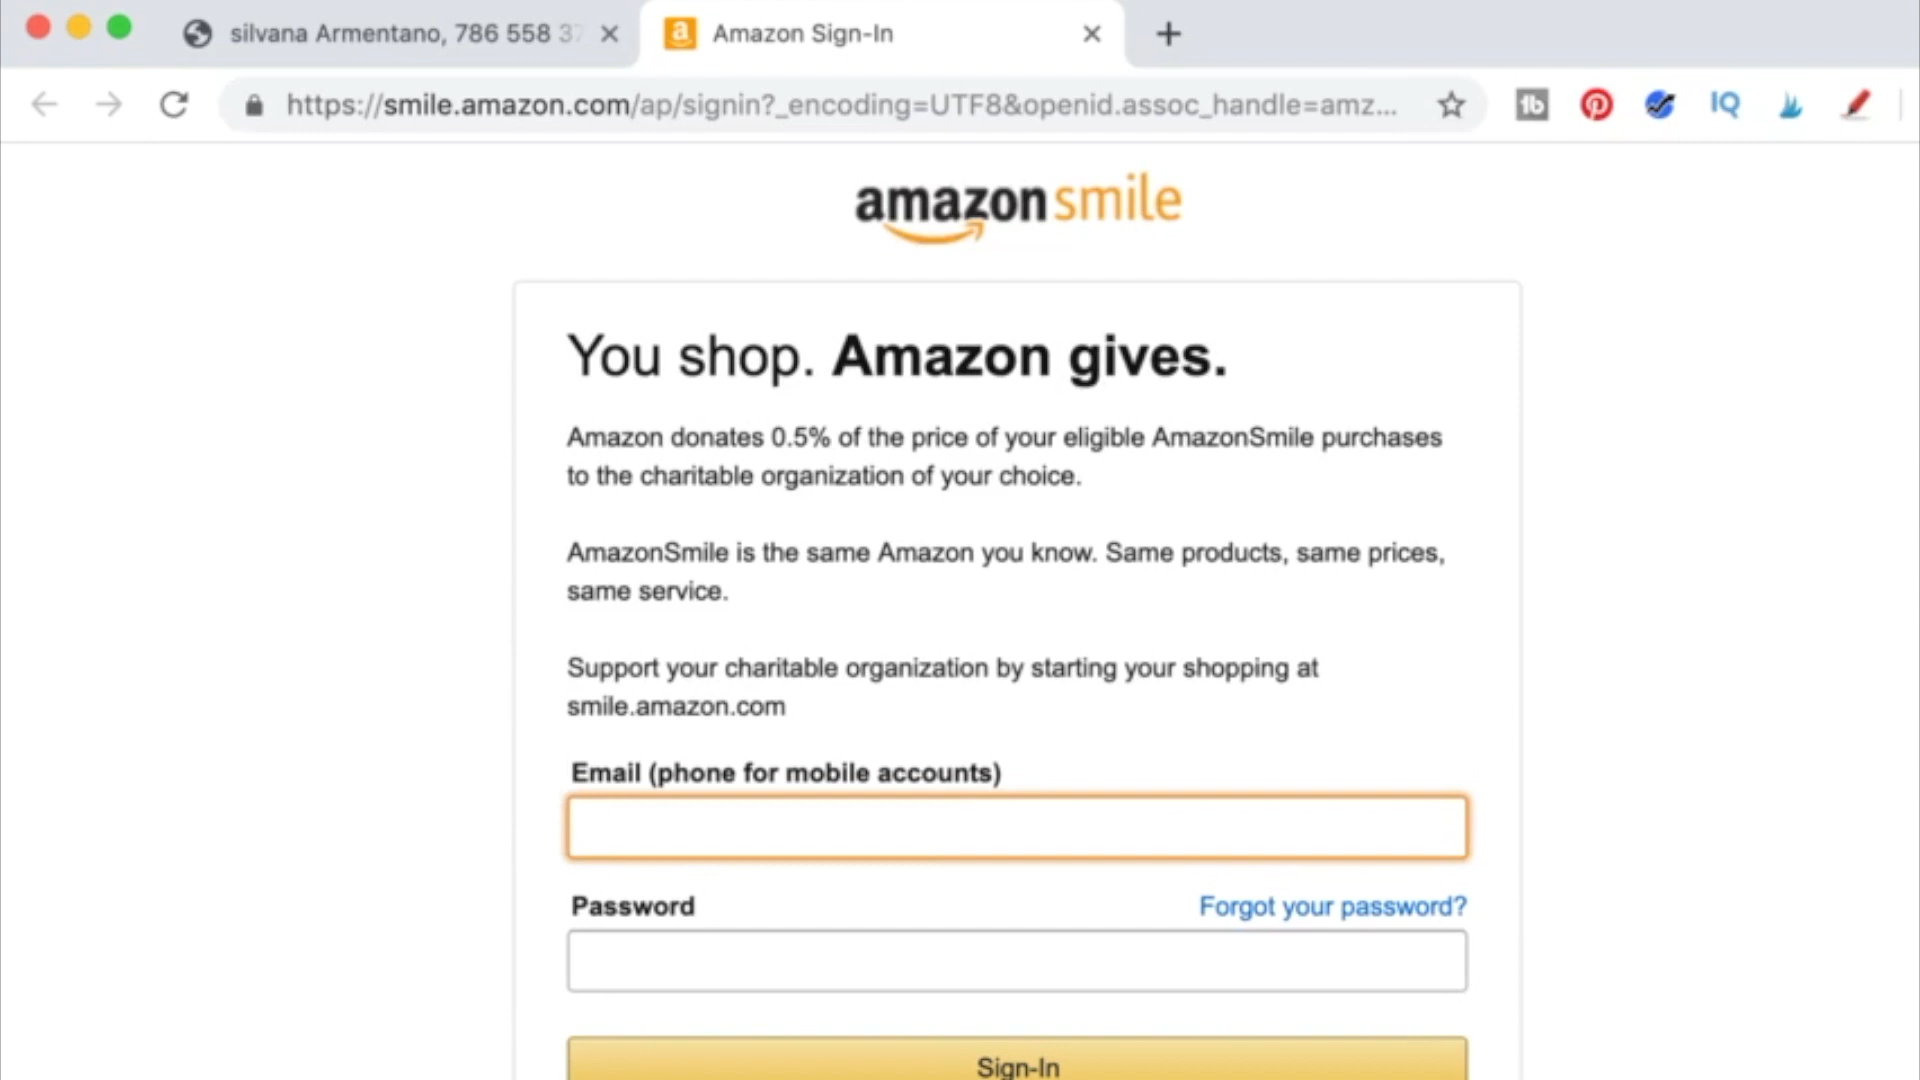 silvana Armentano, 786 558 37
Amazon Sign-In
https://smile.amazon.com/ap/signin?_encoding=UTF8&openid.assoc_handle=amz...
tb
IQ
amazonsmile
You shop. Amazon gives.
Amazon donates 0.5% of the price of your eligible AmazonSmile purchases
to the charitable organization of your choice.
AmazonSmile is the same Amazon you know. Same products, same prices,
same service.
Support your charitable organization by starting your shopping at
smile.amazon.com
Email (phone for mobile accounts)
Password
Forgot your password?
Sign-In